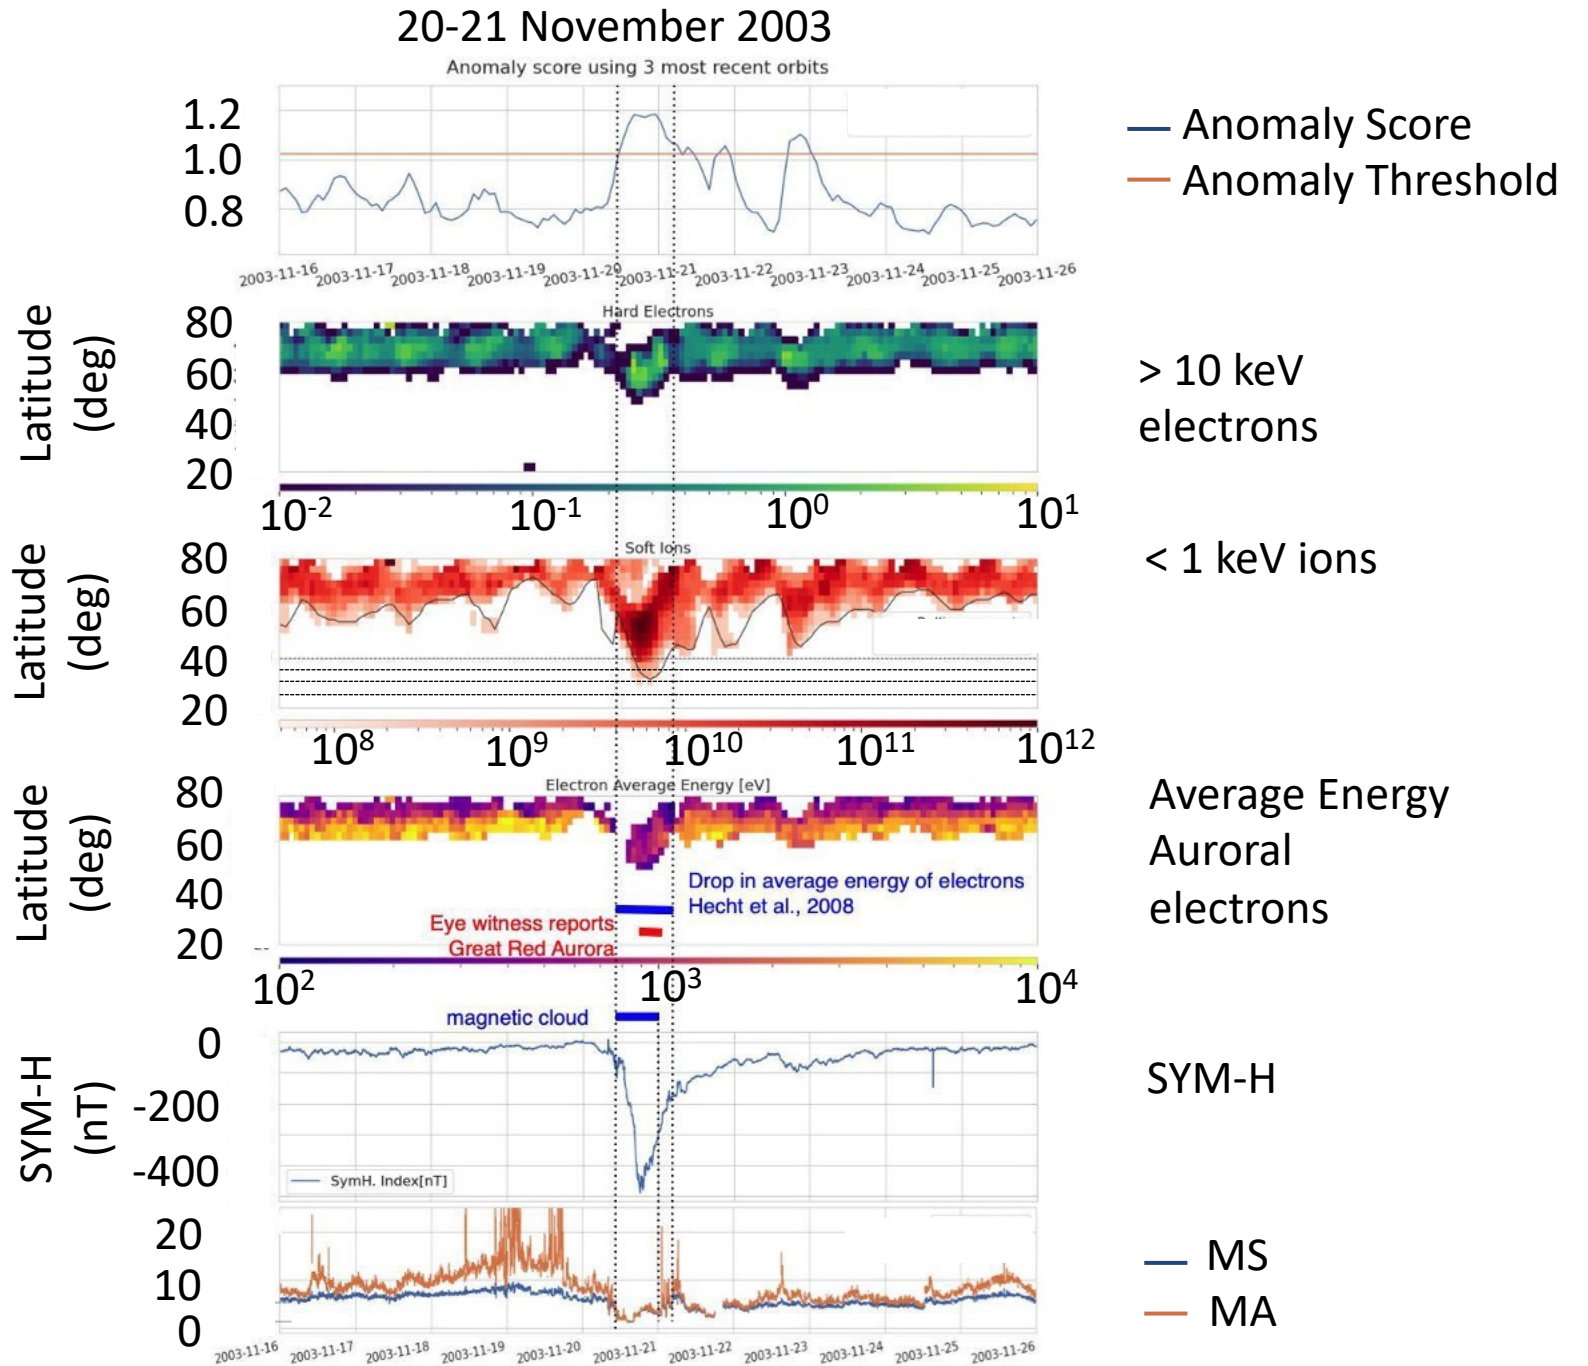 20-21 November 2003
Anomaly score using 3 most recent orbits
1.2
1.0
0.8
Anomaly Score
Anomaly Threshold
2003-11-16 2003-11-17 2003-11-18 2003-11-19 2003-11-20 2003-11-21 2003-11-22 2003-11-23 2003-11-24 2003-11-25 2003-11-26
Hard Electrons
Latitude
(deg)
80
60
40
20
> 10 keV
electrons
10-2 10-1 100 101
Soft Ions
Latitude
(deg)
80
60
40
20
< 1 keV ions
108 109 1010 1011 1012
Electron Average Energy [eV]
Latitude
(deg)
80
60
40
20
Average Energy
Auroral
electrons
Drop in average energy of electrons
Hecht et al., 2008
Eye witness reports
Great Red Aurora
102 103 104
magnetic cloud
SYM-H
(nT)
0
-200
-400
SymH. Index[nT]
SYM-H
20
10
0
MS
MA
2003-11-16 2003-11-17 2003-11-18 2003-11-19 2003-11-20 2003-11-21 2003-11-22 2003-11-23 2003-11-24 2003-11-25 2003-11-26